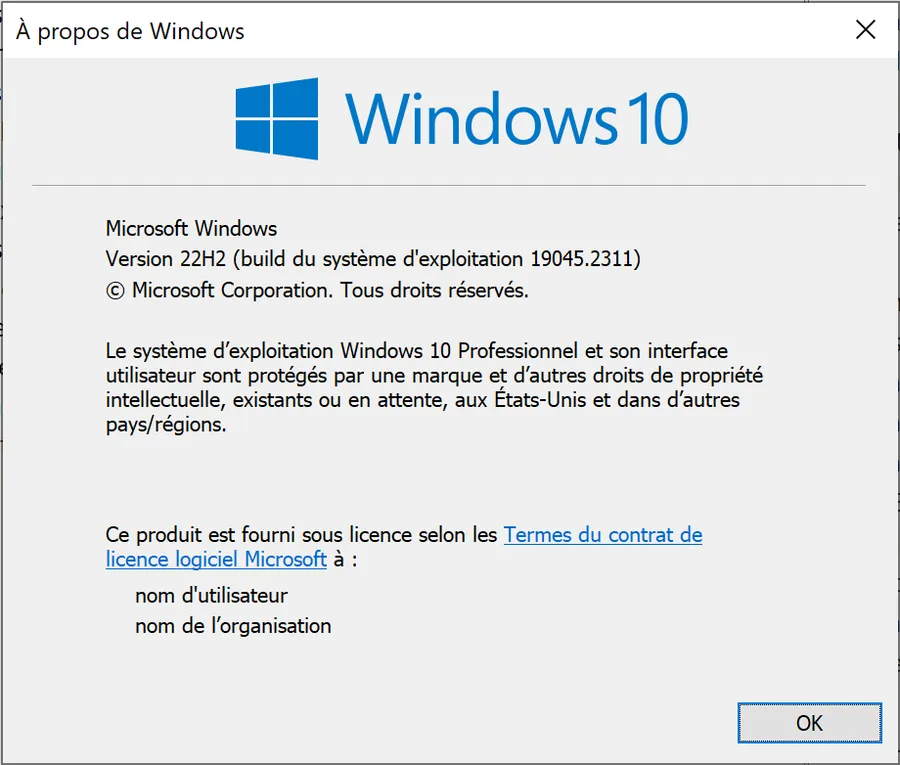 À propos de Windows
Windows 10
Microsoft Windows
Version 22H2 (build du système d'exploitation 19045.2311)
© Microsoft Corporation. Tous droits réservés.
Le système d’exploitation Windows 10 Professionnel et son interface
utilisateur sont protégés par une marque et d’autres droits de propriété
intellectuelle, existants ou en attente, aux États-Unis et dans d’autres
pays/régions.
Ce produit est fourni sous licence selon les Termes du contrat de
licence logiciel Microsoft à :
nom d'utilisateur
nom de l’organisation
OK